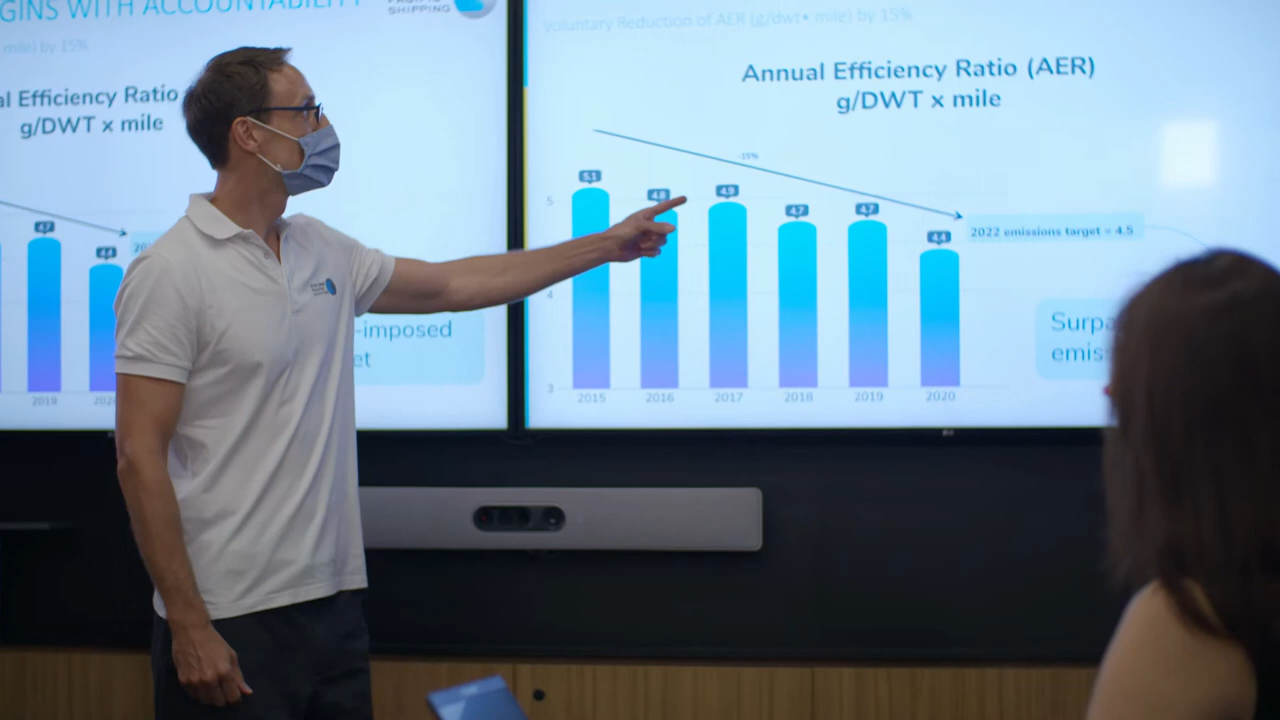 GINS WITH ACCOUNTABILITY
SHIPPING
mile) by 15%
al Efficiency Ratio
g/DWT x mile
4.7
4.4
2019
-imposed
et
Voluntary Reduction of AER (g/dwt• mile) by 15%
Annual Efficiency Ratio (AER)
g/DWT x mile
-15%
5.1
4.8
4.9
4.7
4.7
4.4
2022 emissions target = 4.5
5
4
3
Surpa
emiss
2015
2016
2017
2018
2019
2020